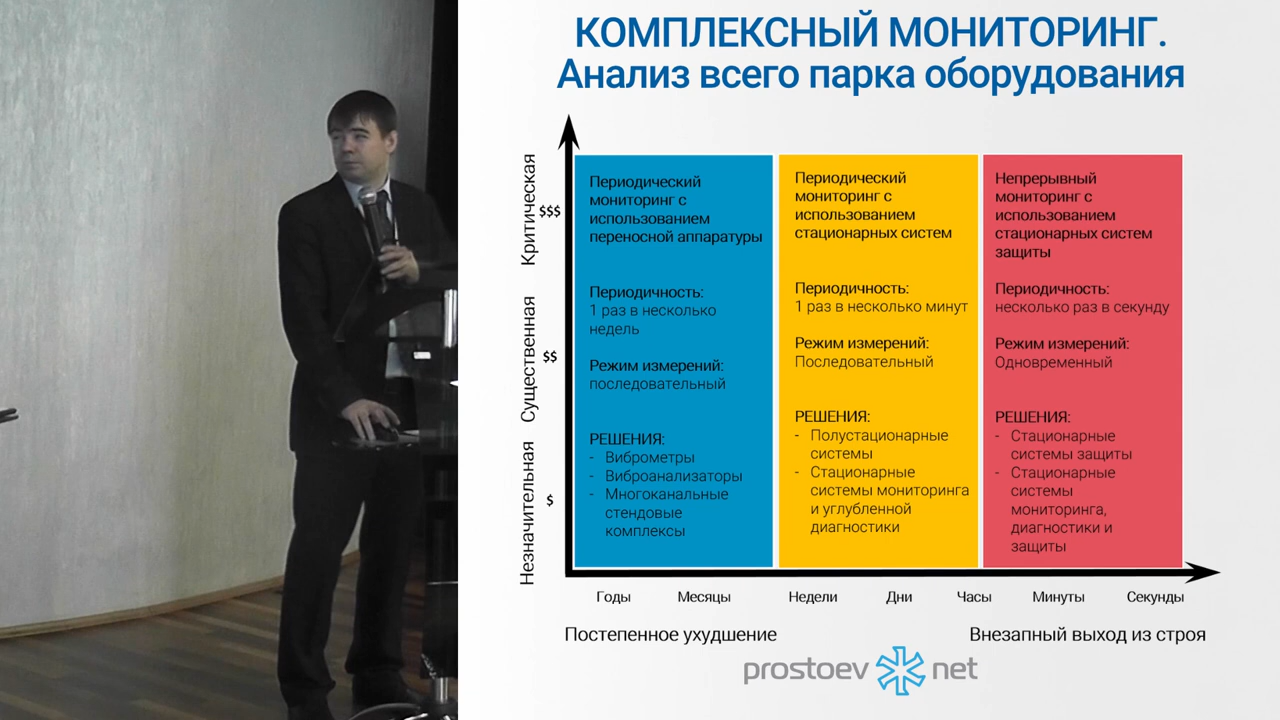 КОМПЛЕКСНЫЙ МОНИТОРИНГ.
Анализ всего парка оборудования
Критическая
$$$
Существенная
$$
Незначительная
$
Периодический
мониторинг с
использованием
переносной аппаратуры
Периодичность:
1 раз в несколько
недель
Режим измерений:
последовательный
РЕШЕНИЯ:
- Виброметры
- Виброанализаторы
- Многоканальные
стендовые
комплексы
Периодический
мониторинг с
использованием
стационарных систем
Периодичность:
1 раз в несколько минут
Режим измерений:
Последовательный
РЕШЕНИЯ:
- Полустационарные
системы
- Стационарные
системы мониторинга
и углубленной
диагностики
Непрерывный
мониторинг с
использованием
стационарных систем
защиты
Периодичность:
несколько раз в секунду
Режим измерений:
Одновременный
РЕШЕНИЯ:
- Стационарные
системы защиты
- Стационарные
системы
мониторинга,
диагностики и
защиты
Годы Месяцы Недели Дни Часы Минуты Секунды
Постепенное ухудшение Внезапный выход из строя
prostoev net